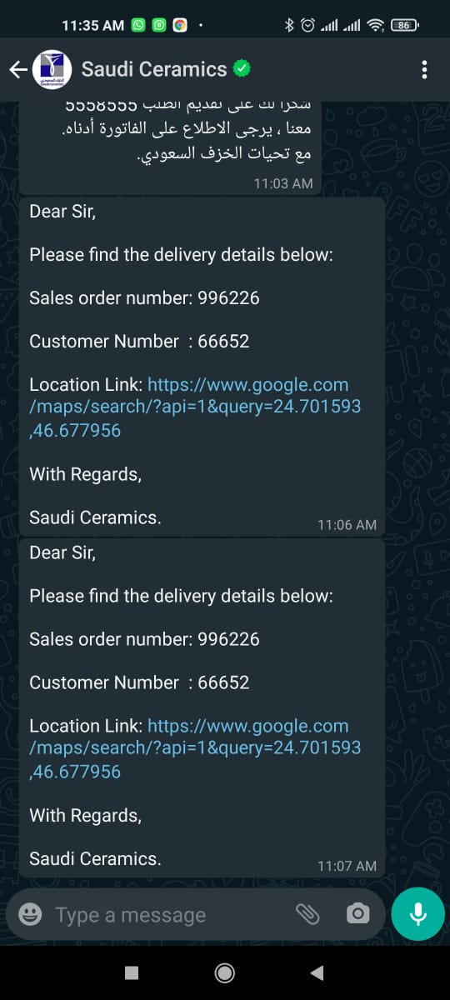 11:35 AM
86
Saudi Ceramics
شكرا لك على تقديم الطلب 5558555
معنا ، يرجى الاطلاع على الفاتورة أدناه.
مع تحيات الخزف السعودي.
11:03 AM
Dear Sir,
Please find the delivery details below:
Sales order number: 996226
Customer Number : 66652
Location Link: https://www.google.com
/maps/search/?api=1&query=24.701593
,46.677956
With Regards,
Saudi Ceramics.
11:06 AM
Dear Sir,
Please find the delivery details below:
Sales order number: 996226
Customer Number : 66652
Location Link: https://www.google.com
/maps/search/?api=1&query=24.701593
,46.677956
With Regards,
Saudi Ceramics.
11:07 AM
Type a message